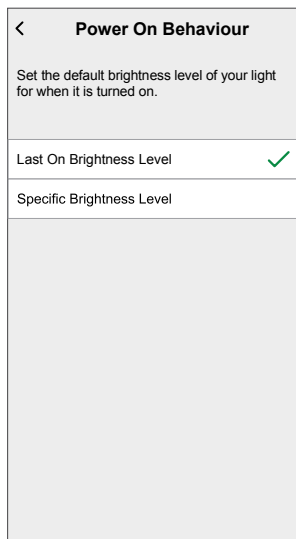 Power On Behaviour
Set the default brightness level of your light
for when it is turned on.
Last On Brightness Level
Specific Brightness Level